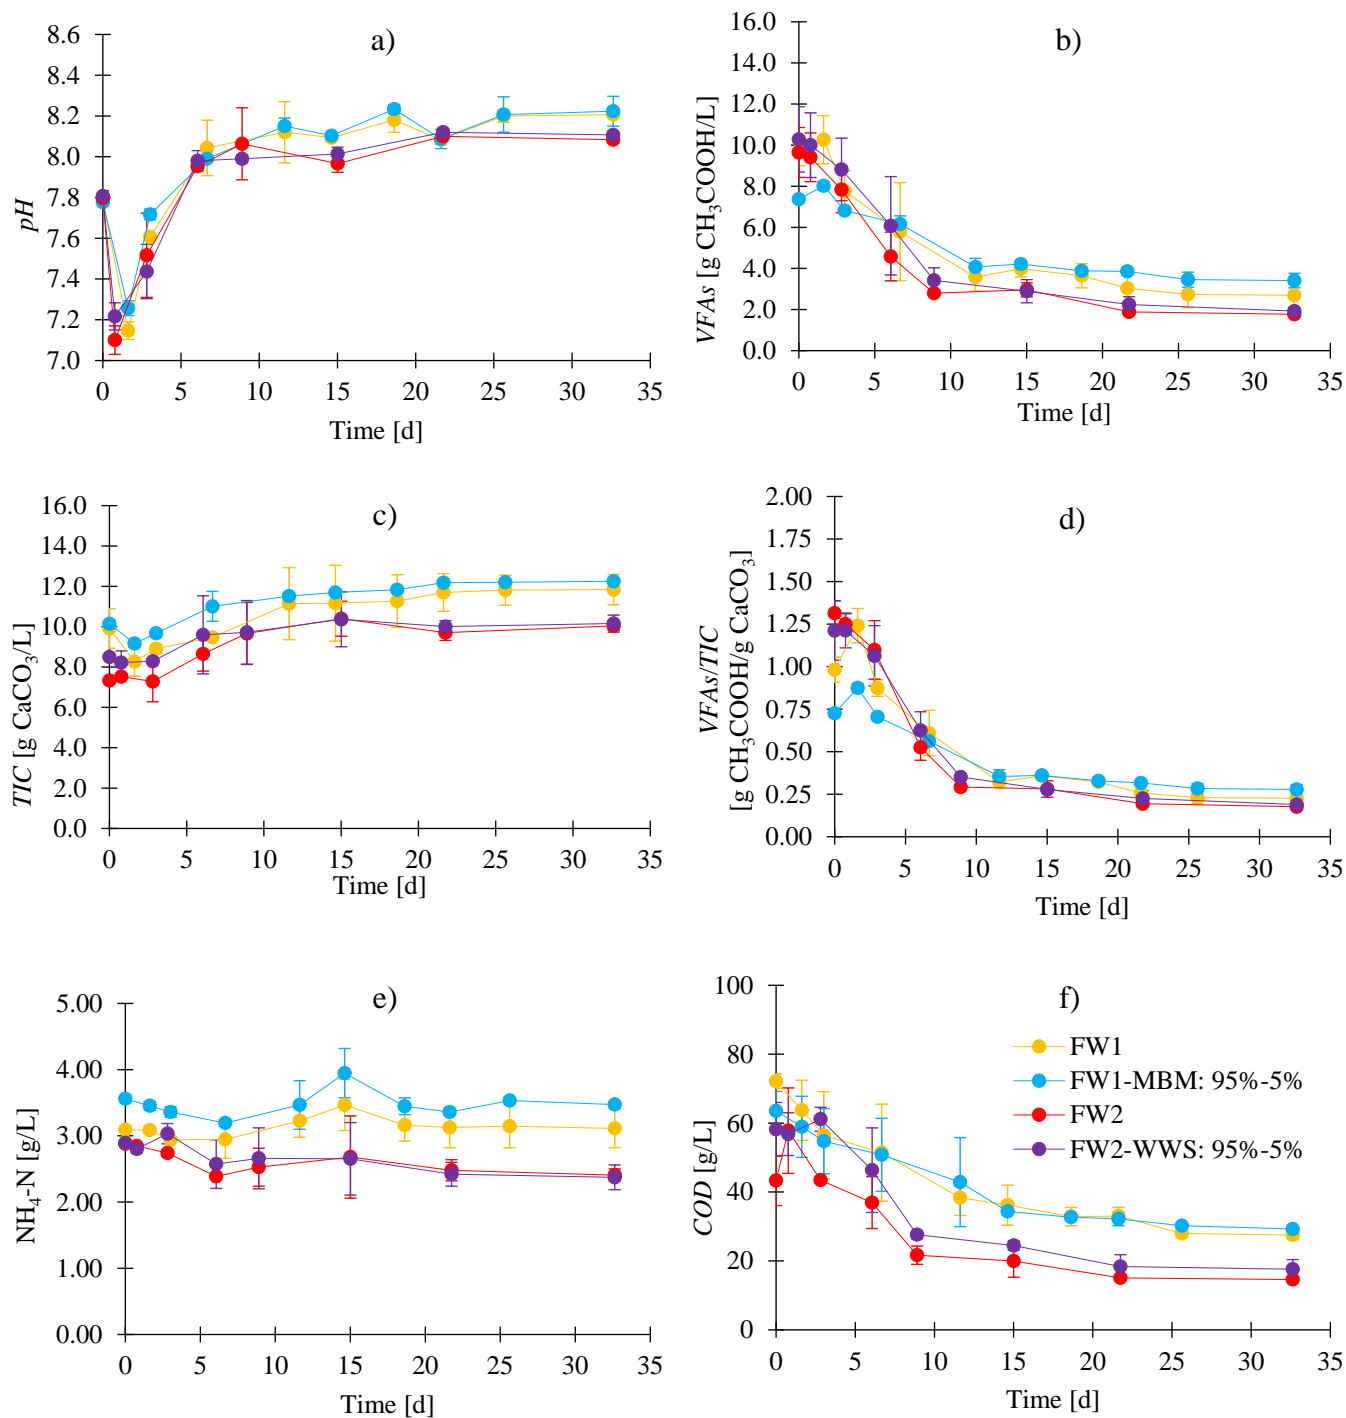 a)
8.6
8.4
8.2
8.0
7.8
7.6
7.4
7.2
7.0
pH
0 5 10 15 20 25 30 35
Time [d]
b)
16.0
14.0
12.0
10.0
8.0
6.0
4.0
2.0
0.0
VFAs [g CH₃COOH/L]
0 5 10 15 20 25 30 35
Time [d]
c)
16.0
14.0
12.0
10.0
8.0
6.0
4.0
2.0
0.0
TIC [g CaCO₃/L]
0 5 10 15 20 25 30 35
Time [d]
d)
2.00
1.75
1.50
1.25
1.00
0.75
0.50
0.25
0.00
VFAs/TIC
[g CH₃COOH/g CaCO₃]
0 5 10 15 20 25 30 35
Time [d]
e)
5.00
4.00
3.00
2.00
1.00
0.00
NH₄-N [g/L]
0 5 10 15 20 25 30 35
Time [d]
f)
100
80
60
40
20
0
COD [g/L]
FW1
FW1-MBM: 95%-5%
FW2
FW2-WWS: 95%-5%
0 5 10 15 20 25 30 35
Time [d]